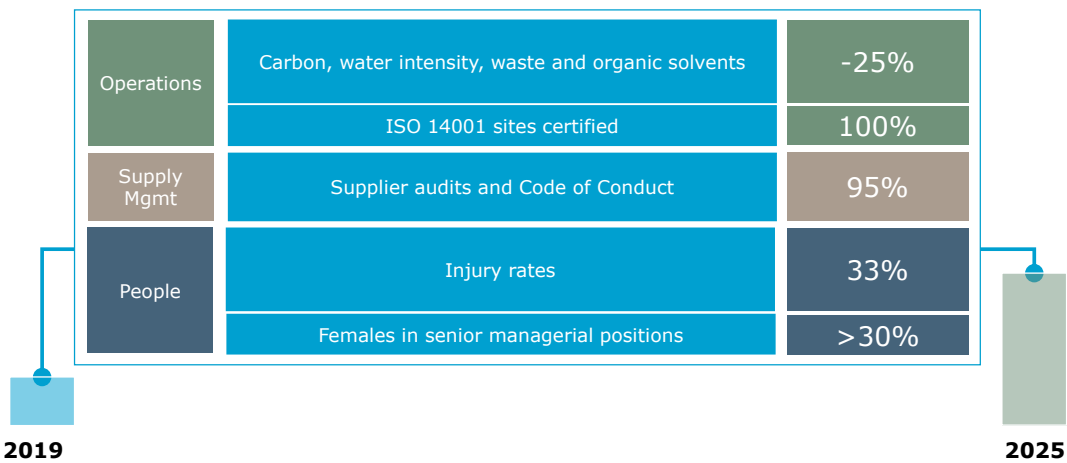 Operations
Carbon, water intensity, waste and organic solvents
-25%
ISO 14001 sites certified
100%
Supply
Mgmt
Supplier audits and Code of Conduct
95%
People
Injury rates
33%
Females in senior managerial positions
>30%
2019
2025